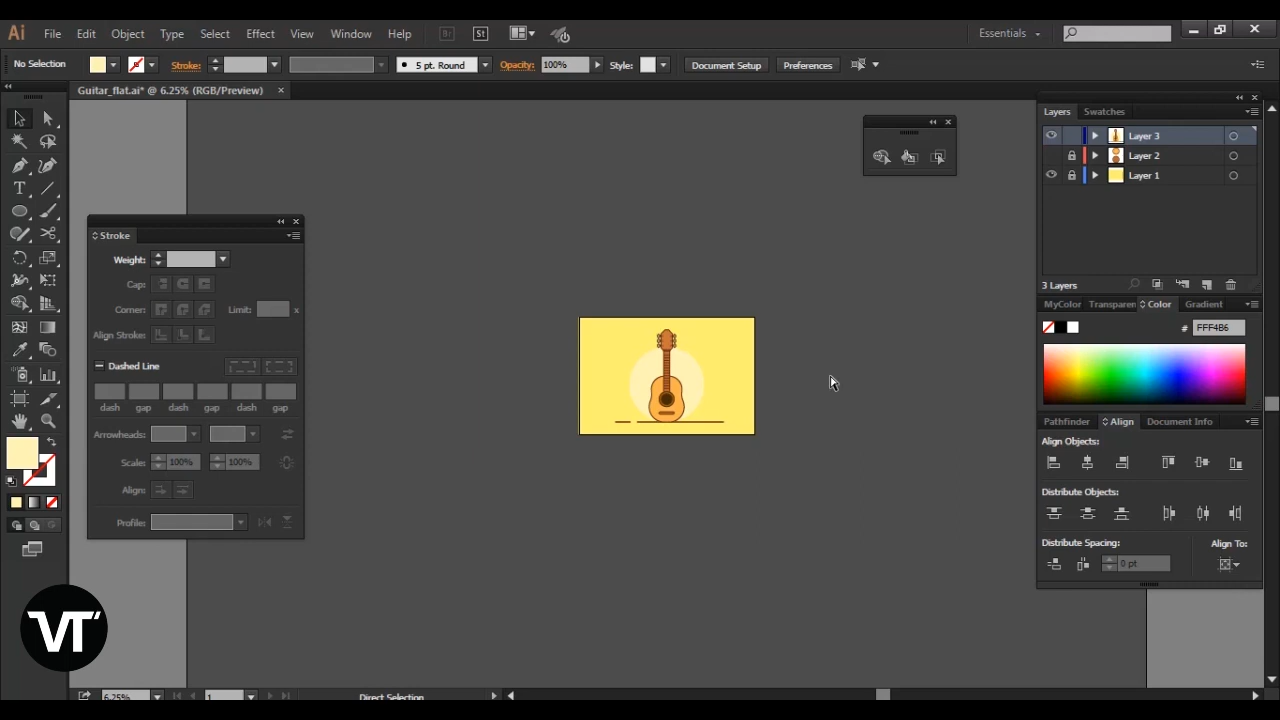 Ai File Edit Object Type Select Effect View Window Help Br St Essentials
No Selection Stroke: 5 pt. Round Opacity: 100% Style: Document Setup Preferences
Guitar_flat.ai* @ 6.25% (RGB/Preview)
Layers Swatches
Layer 3
Layer 2
Layer 1
3 Layers
Stroke
Weight:
Cap:
Corner: Limit: x
Align Stroke:
Dashed Line
dash gap dash gap dash gap
Arrowheads:
Scale: 100% 100%
Align:
Profile:
MyColor Transparen Color Gradient
# FFF4B6
Pathfinder Align Document Info
Align Objects:
Distribute Objects:
Distribute Spacing: Align To:
0 pt
VT
6.25% 1 Direct Selection